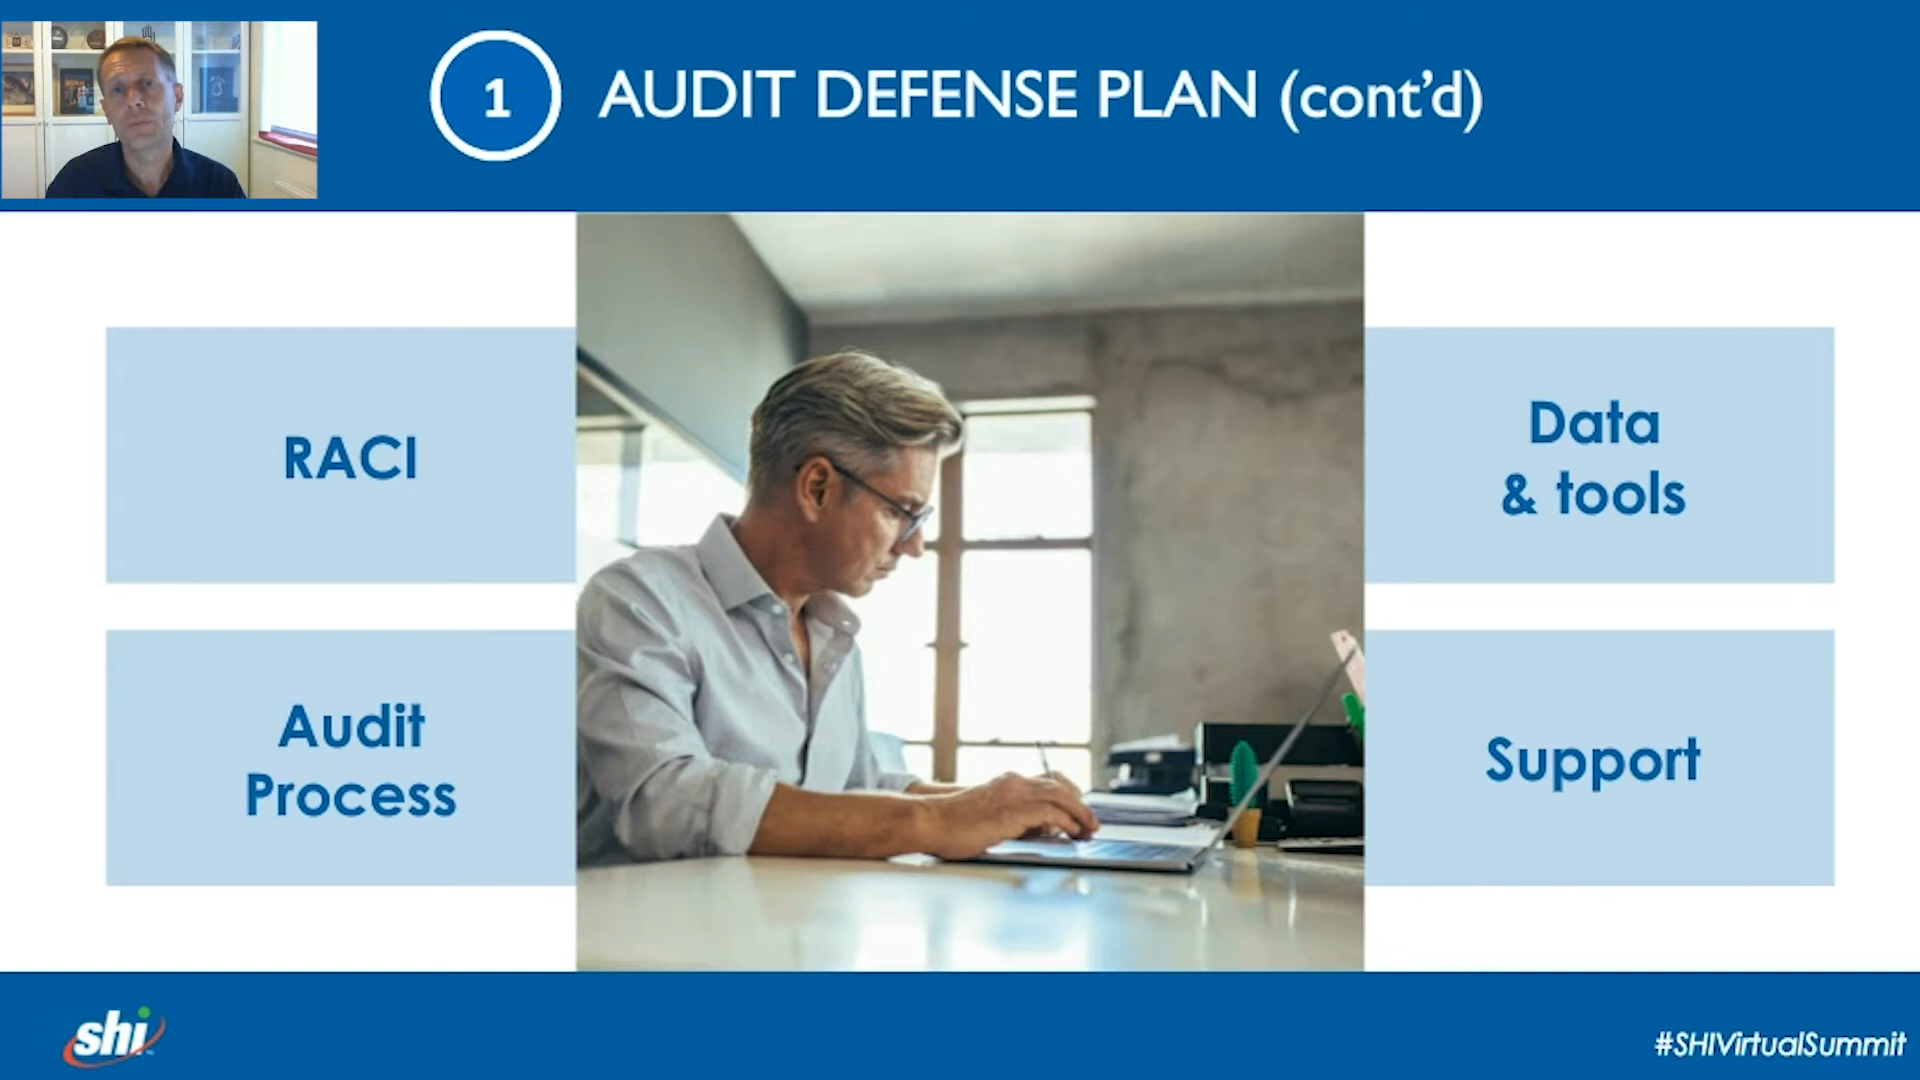 1
AUDIT DEFENSE PLAN (cont'd)
RACI
Data
& tools
Audit
Process
Support
shi
#SHIVirtualSummit